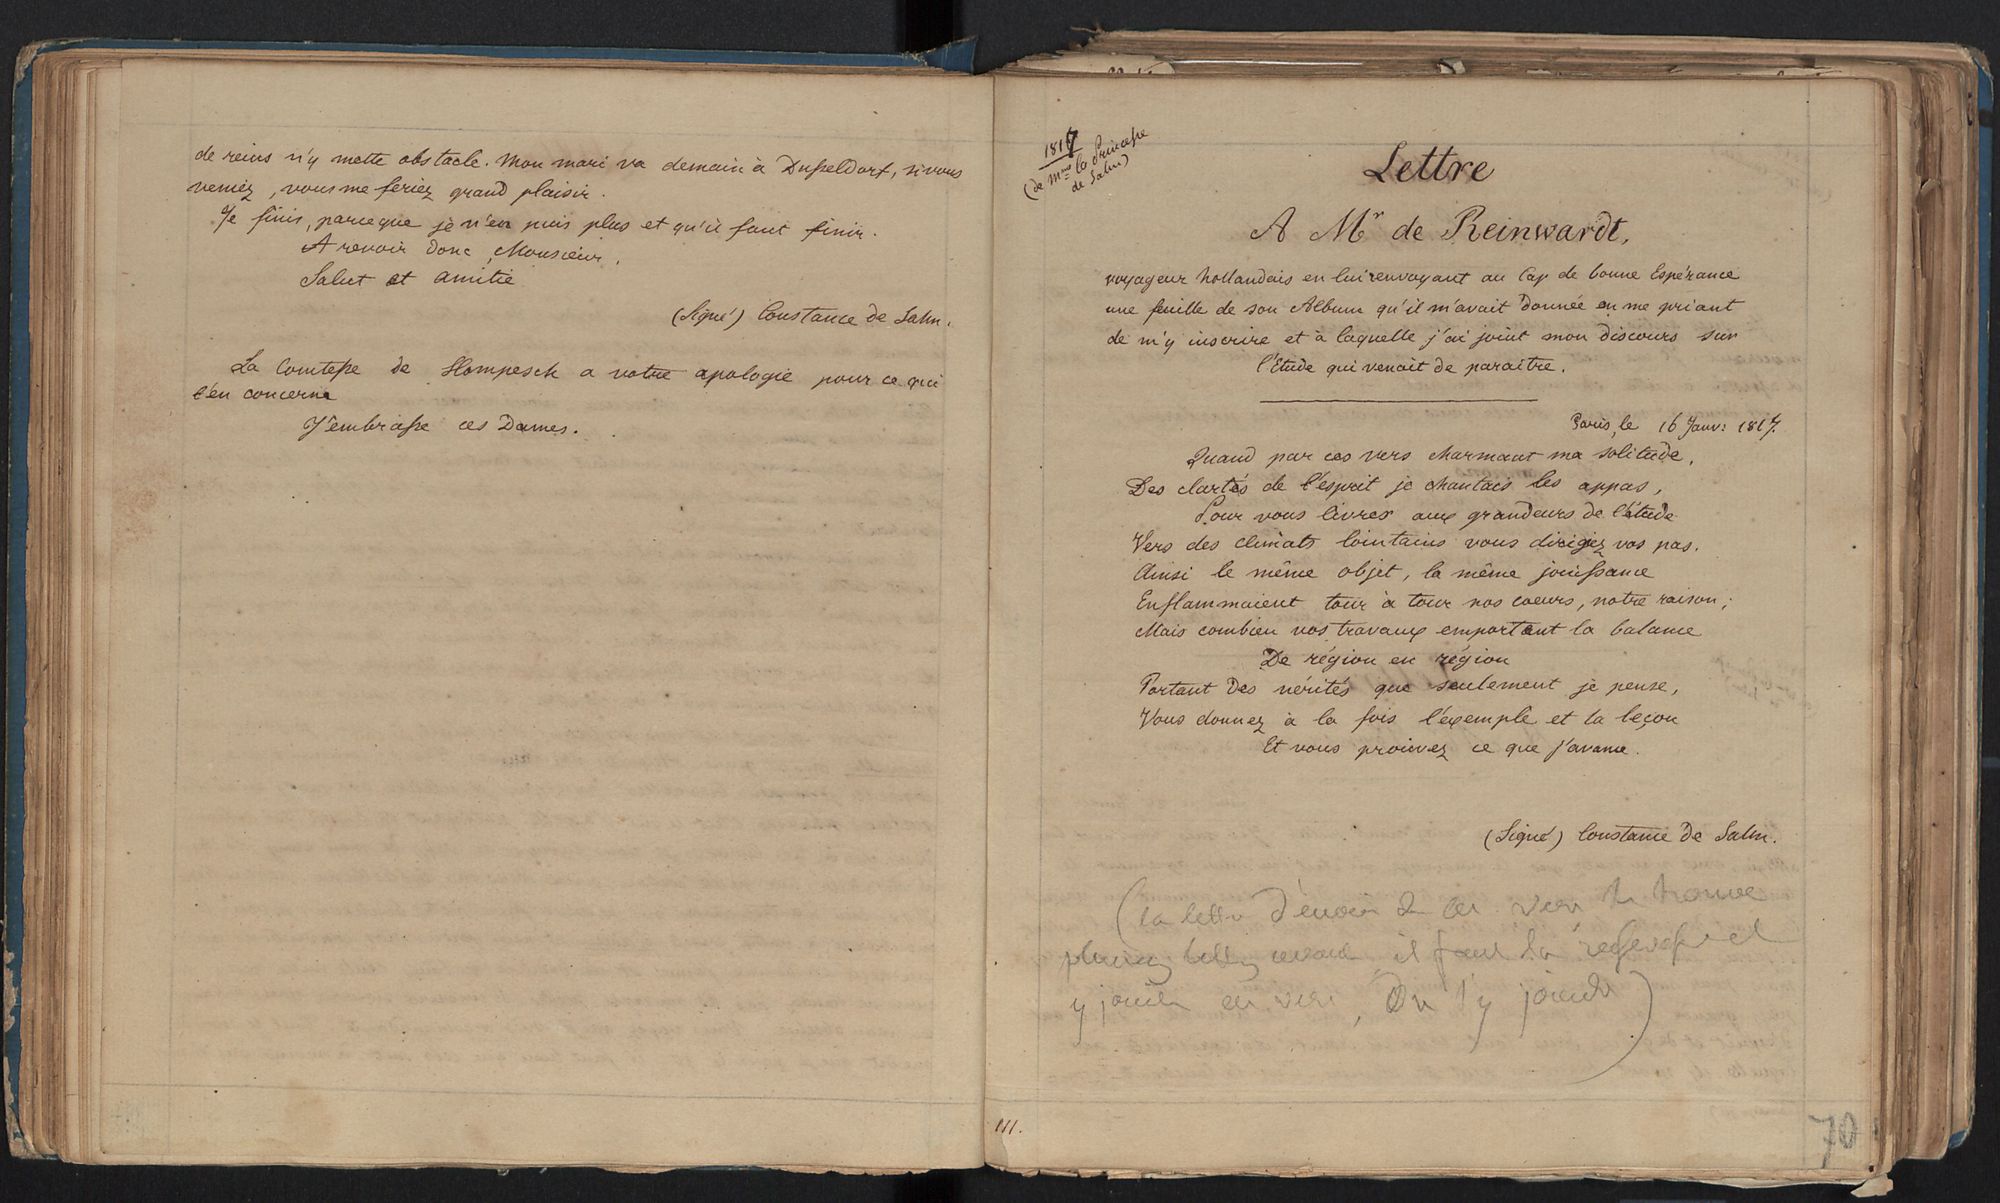 de reins n'y mette obstacle. Mon mari va demain à Dusseldorf, si vous
veniez, vous me feriez grand plaisir.
Je finis, parceque je n'en puis plus et qu'il faut finir.
A revoir donc, Monsieur.
Salut et amitié
(Signé) Constance de Salm.
La Comtesse de Hompesch a votre apologie pour ce qui
l'en concerne
J'embrasse ces Dames.
1817
(de Mme la Princesse
de Salm)
Lettre
A Mr de Reinwardt,
voyageur hollandais en lui renvoyant au Cap de bonne Espérance
une feuille de son Album qu'il m'avait donnée en me priant
de m'y inscrire et à laquelle j'ai joint mon discours sur
l'Etude qui venait de paraitre.
Paris, le 16 Janv: 1817.
Quand par ces vers charmant ma solitude,
Des clartés de l'esprit je chantais les appas,
Pour vous livrer aux grandeurs de l'étude
Vers des climats lointains vous dirigiez vos pas.
Ainsi le même objet, la même jouissance
Enflammaient tour à tour nos coeurs, notre raison;
Mais combien vos travaux emportent la balance
De région en région
Portant des vérités que seulement je pense,
Vous donnez à la fois l'exemple et la leçon
Et vous prouvez ce que j'avance.
(Signé) Constance de Salm.
(la lettre d'envoi de ces vers se trouve
plusieurs lettres avant, il faut la et
y joindre ces vers, On l'y joindra)
111.
70